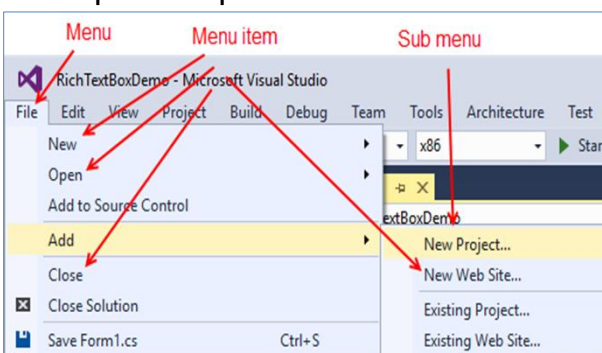 Menu Menu item Sub menu
RichTextBoxDemo - Microsoft Visual Studio
File Edit View Project Build Debug Team Tools Architecture Test
New x86 Star
Open
Add to Source Control extBoxDemo
Add New Project...
Close New Web Site...
Close Solution Existing Project...
Save Form1.cs Ctrl+S Existing Web Site...